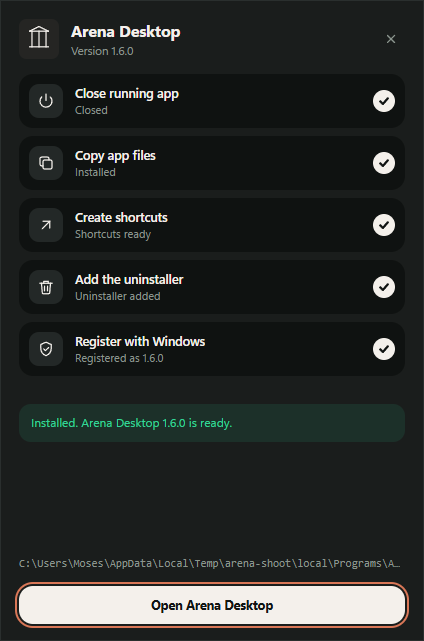 Arena Desktop
Version 1.6.0
Close running app
Closed
Copy app files
Installed
Create shortcuts
Shortcuts ready
Add the uninstaller
Uninstaller added
Register with Windows
Registered as 1.6.0
Installed. Arena Desktop 1.6.0 is ready.
C:\Users\Moses\AppData\Local\Temp\arena-shoot\local\Programs\A…
Open Arena Desktop